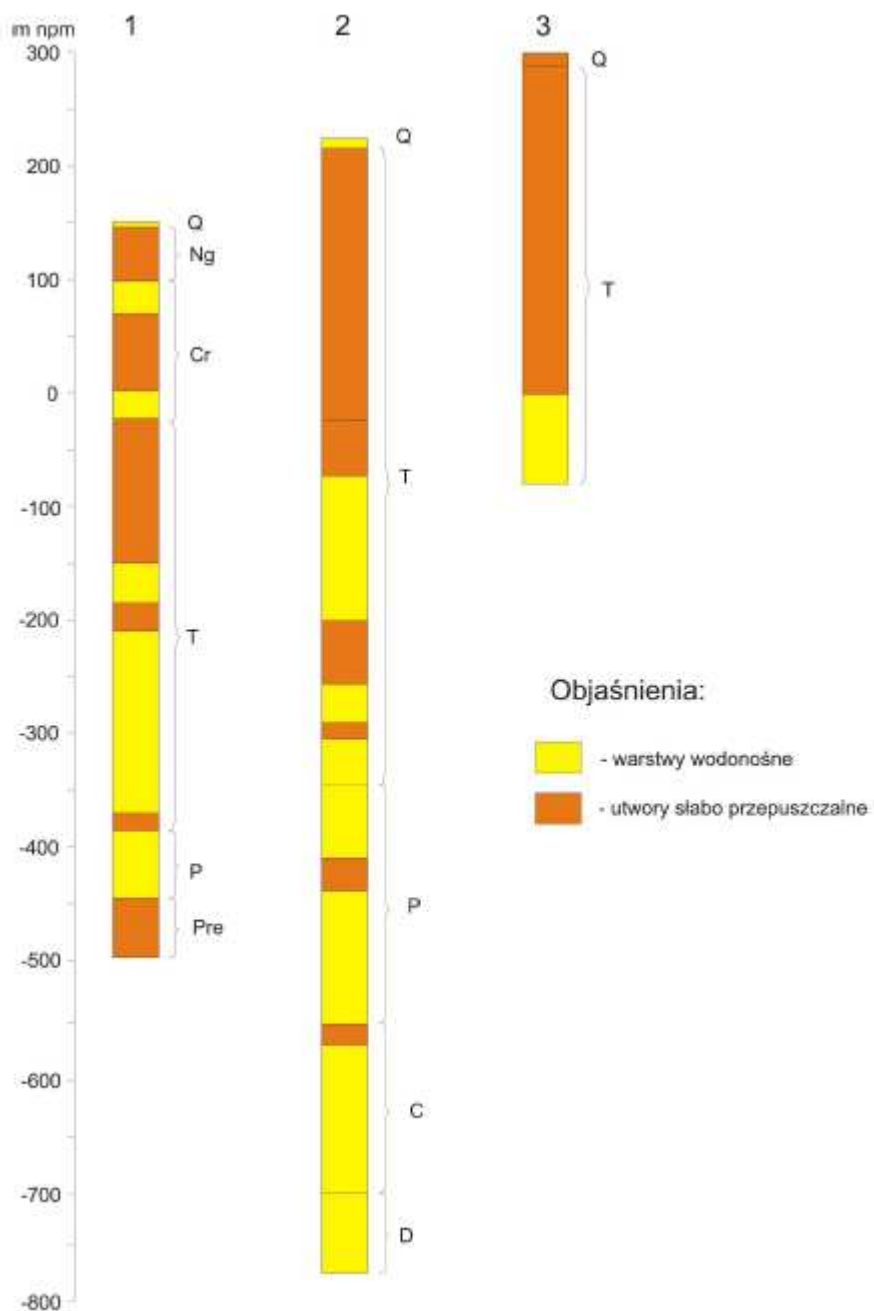 m npm
1
2
3
300
200
100
0
-100
-200
-300
-400
-500
-600
-700
-800
Q
Ng
Cr
T
P
Pre
Q
T
P
C
D
Q
T
Objaśnienia:
- warstwy wodonośne
- utwory słabo przepuszczalne